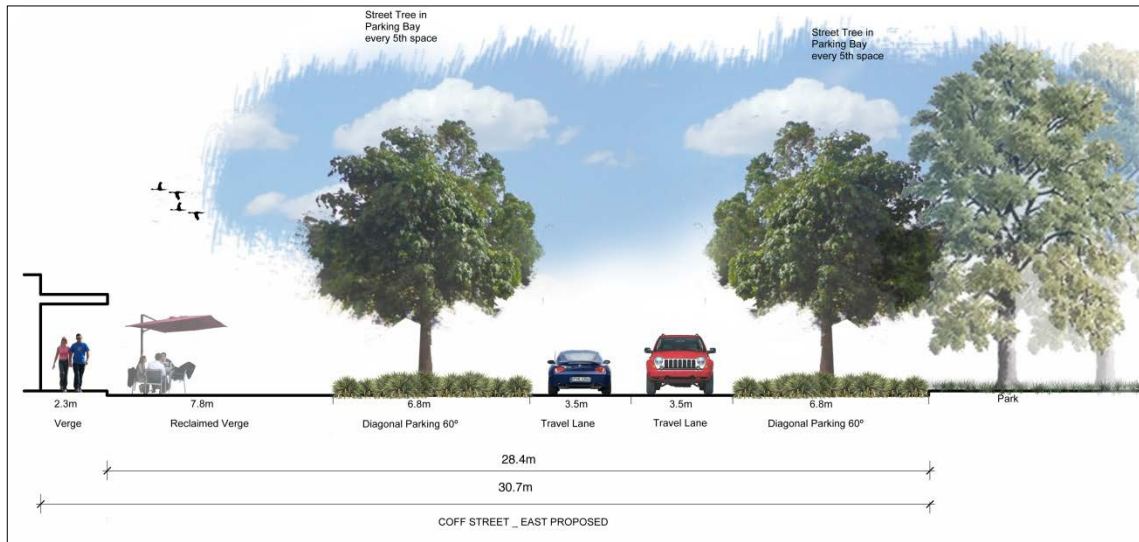 Street Tree in
Parking Bay
every 5th space
Street Tree in
Parking Bay
every 5th space
2.3m
7.8m
6.8m
3.5m
3.5m
6.8m
Park
Verge
Reclaimed Verge
Diagonal Parking 60º
Travel Lane
Travel Lane
Diagonal Parking 60º
28.4m
30.7m
COFF STREET _ EAST PROPOSED